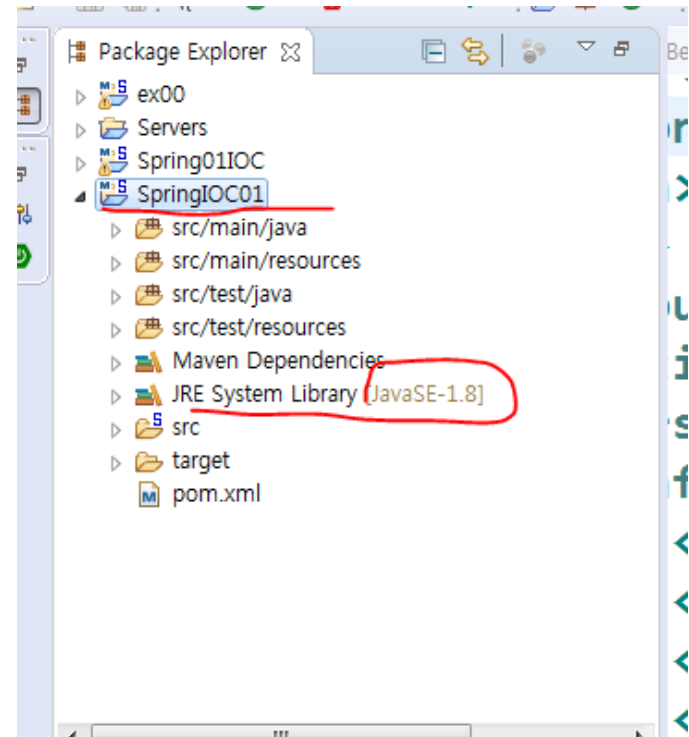 Package Explorer
Be
ex00
Servers
Spring01IOC
SpringIOC01
src/main/java
src/main/resources
src/test/java
src/test/resources
Maven Dependencies
JRE System Library [JavaSE-1.8]
src
target
pom.xml